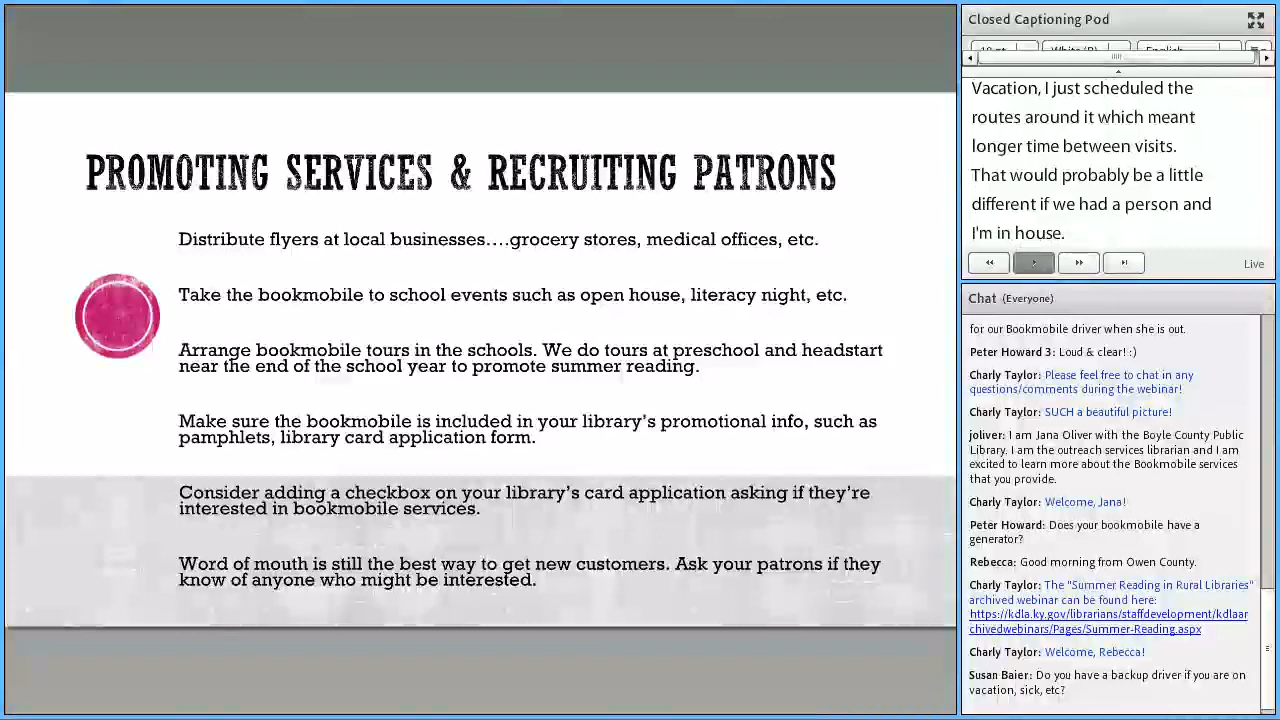 PROMOTING SERVICES & RECRUITING PATRONS
Distribute flyers at local businesses....grocery stores, medical offices, etc.
Take the bookmobile to school events such as open house, literacy night, etc.
Arrange bookmobile tours in the schools. We do tours at preschool and headstart
near the end of the school year to promote summer reading.
Make sure the bookmobile is included in your library's promotional info, such as
pamphlets, library card application form.
Consider adding a checkbox on your library's card application asking if they're
interested in bookmobile services.
Word of mouth is still the best way to get new customers. Ask your patrons if they
know of anyone who might be interested.
Closed Captioning Pod
English
Vacation, I just scheduled the
routes around it which meant
longer time between visits.
That would probably be a little
different if we had a person and
I'm in house.
Live
Chat (Everyone)
for our Bookmobile driver when she is out.
Peter Howard 3: Loud & clear! :)
Charly Taylor: Please feel free to chat in any
questions/comments during the webinar!
Charly Taylor: SUCH a beautiful picture!
joliver: I am Jana Oliver with the Boyle County Public
Library. I am the outreach services librarian and I am
excited to learn more about the Bookmobile services
that you provide.
Charly Taylor: Welcome, Jana!
Peter Howard: Does your bookmobile have a
generator?
Rebecca: Good morning from Owen County.
Charly Taylor: The "Summer Reading in Rural Libraries"
archived webinar can be found here:
https://kdla.ky.gov/librarians/staffdevelopment/kdlaar
chivedwebinars/Pages/Summer-Reading.aspx
Charly Taylor: Welcome, Rebecca!
Susan Baier: Do you have a backup driver if you are on
vacation, sick, etc?